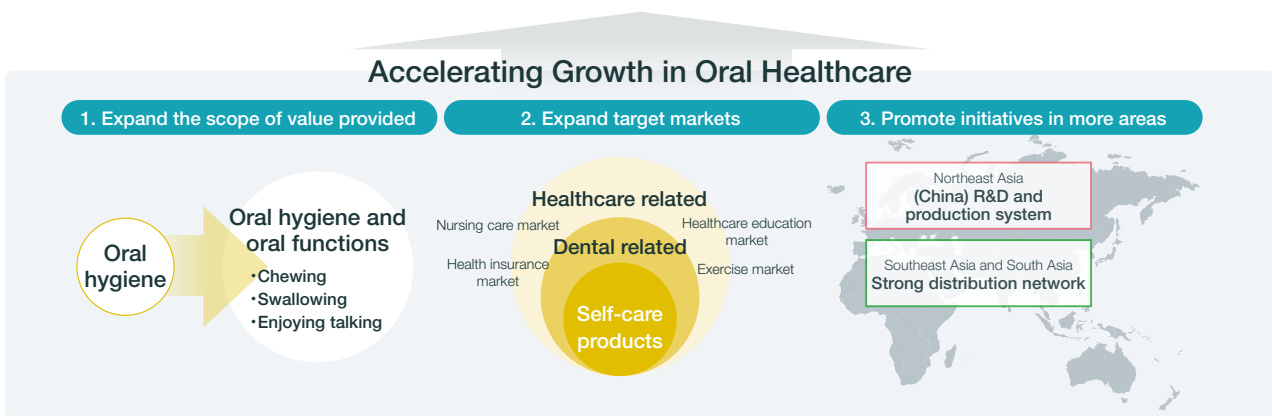 Accelerating Growth in Oral Healthcare
1. Expand the scope of value provided
Oral
hygiene
Oral hygiene and
oral functions
・Chewing
・Swallowing
・Enjoying talking
2. Expand target markets
Healthcare related
Nursing care market
Healthcare education
market
Dental related
Health insurance
market
Exercise market
Self-care
products
3. Promote initiatives in more areas
Northeast Asia
(China) R&D and
production system
Southeast Asia and South Asia
Strong distribution network